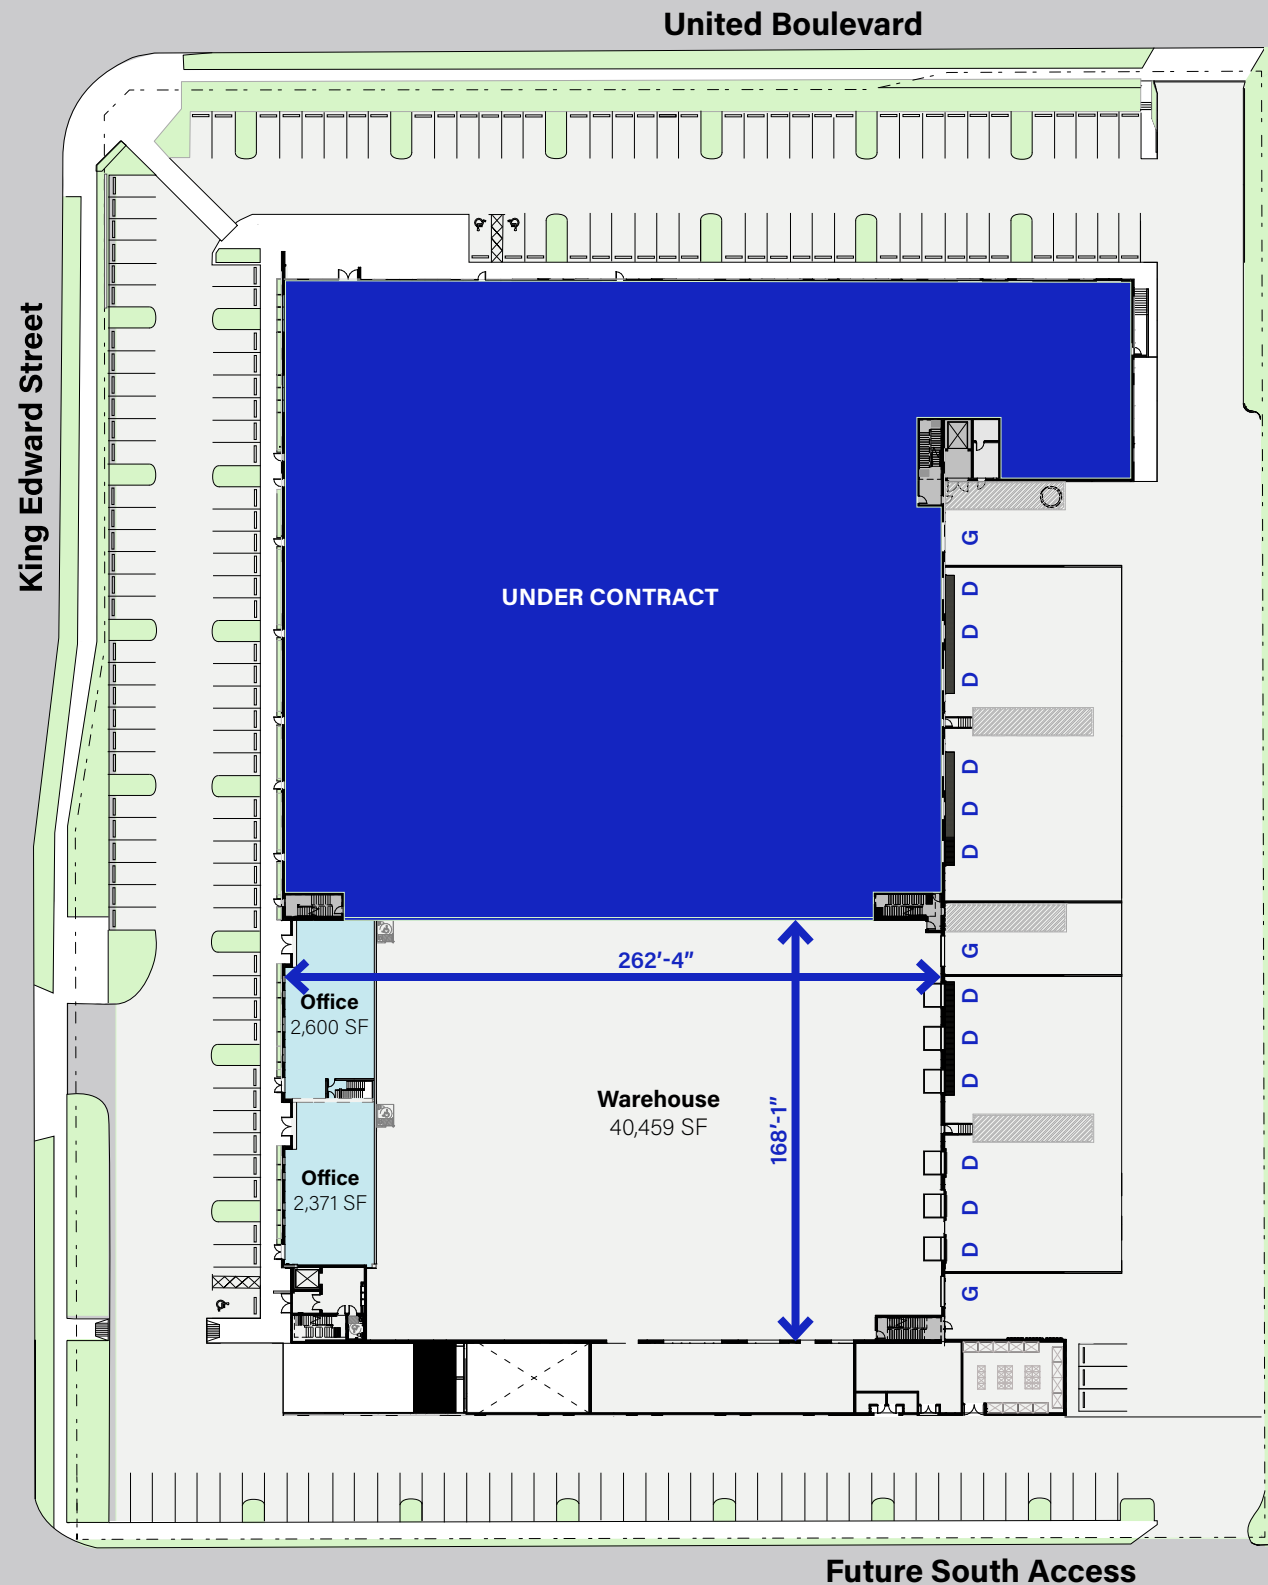 United Boulevard
King Edward Street
UNDER CONTRACT
G
D
D
D
D
D
D
262'-4"
G
Office
2,600 SF
D
D
D
Warehouse
40,459 SF
168'-1"
Office
2,371 SF
D
D
D
G
Future South Access